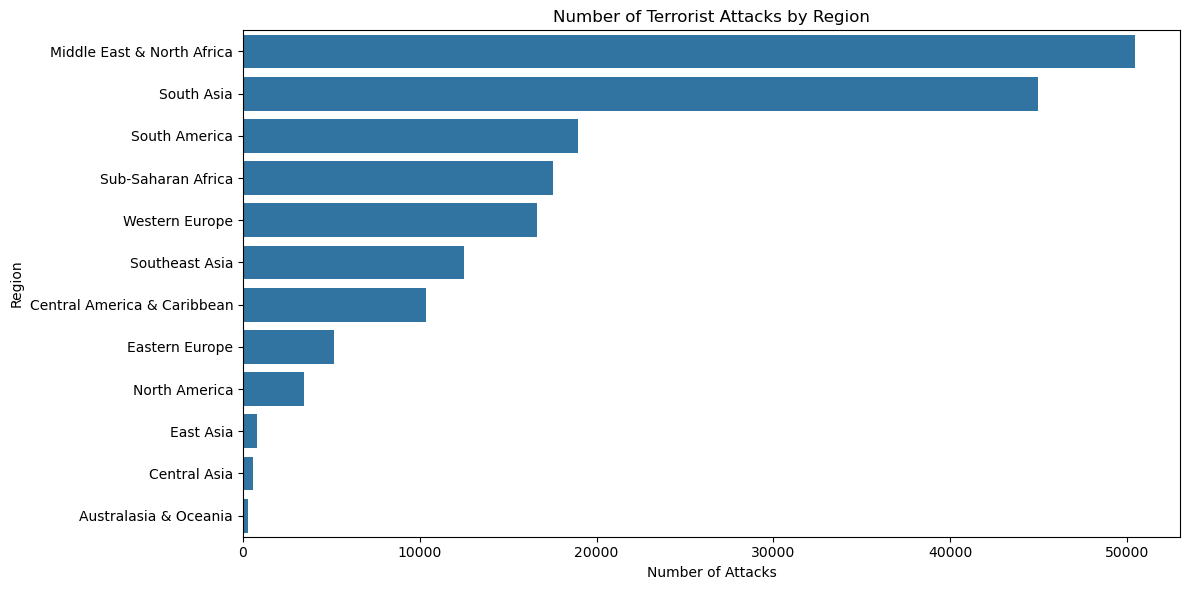 Number of Terrorist Attacks by Region
Middle East & North Africa
South Asia
South America
Sub-Saharan Africa
Western Europe
Southeast Asia
Central America & Caribbean
Eastern Europe
North America
East Asia
Central Asia
Australasia & Oceania
Region
0 10000 20000 30000 40000 50000
Number of Attacks